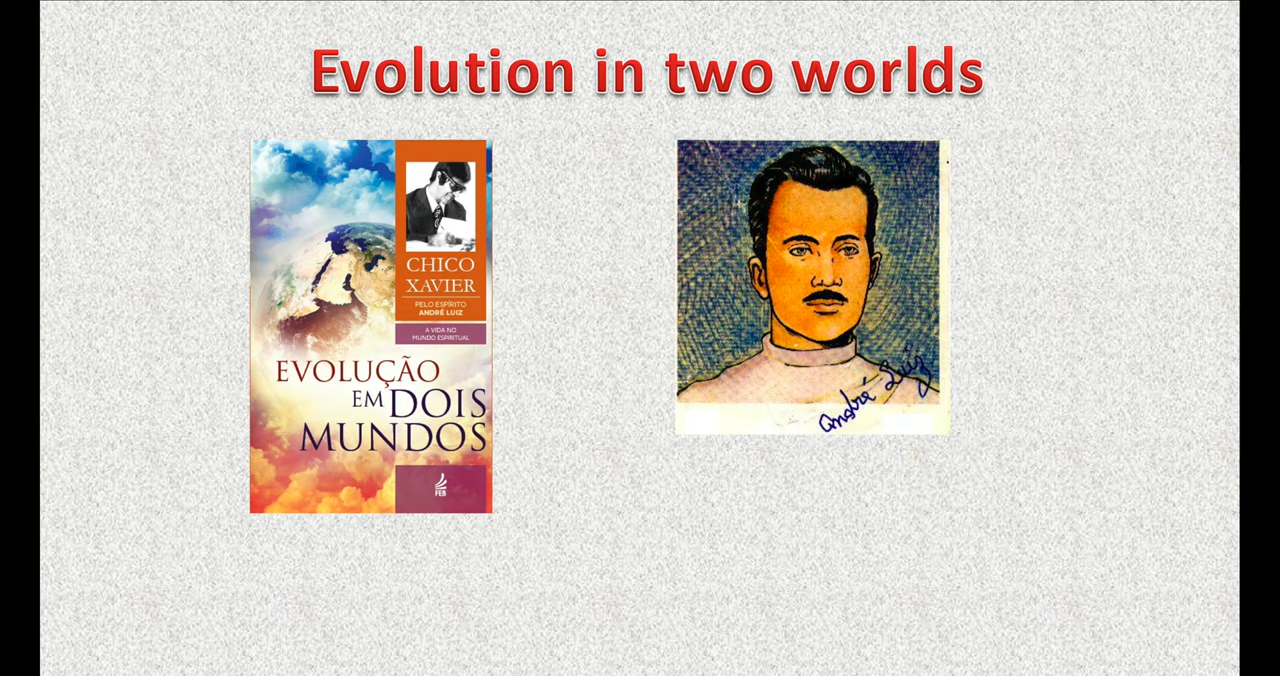 Evolution in two worlds
CHICO
XAVIER
PELO ESPÍRITO
ANDRÉ LUIZ
A VIDA NO
MUNDO ESPIRITUAL
EVOLUÇÃO
EM DOIS
MUNDOS
FEB
André Luiz